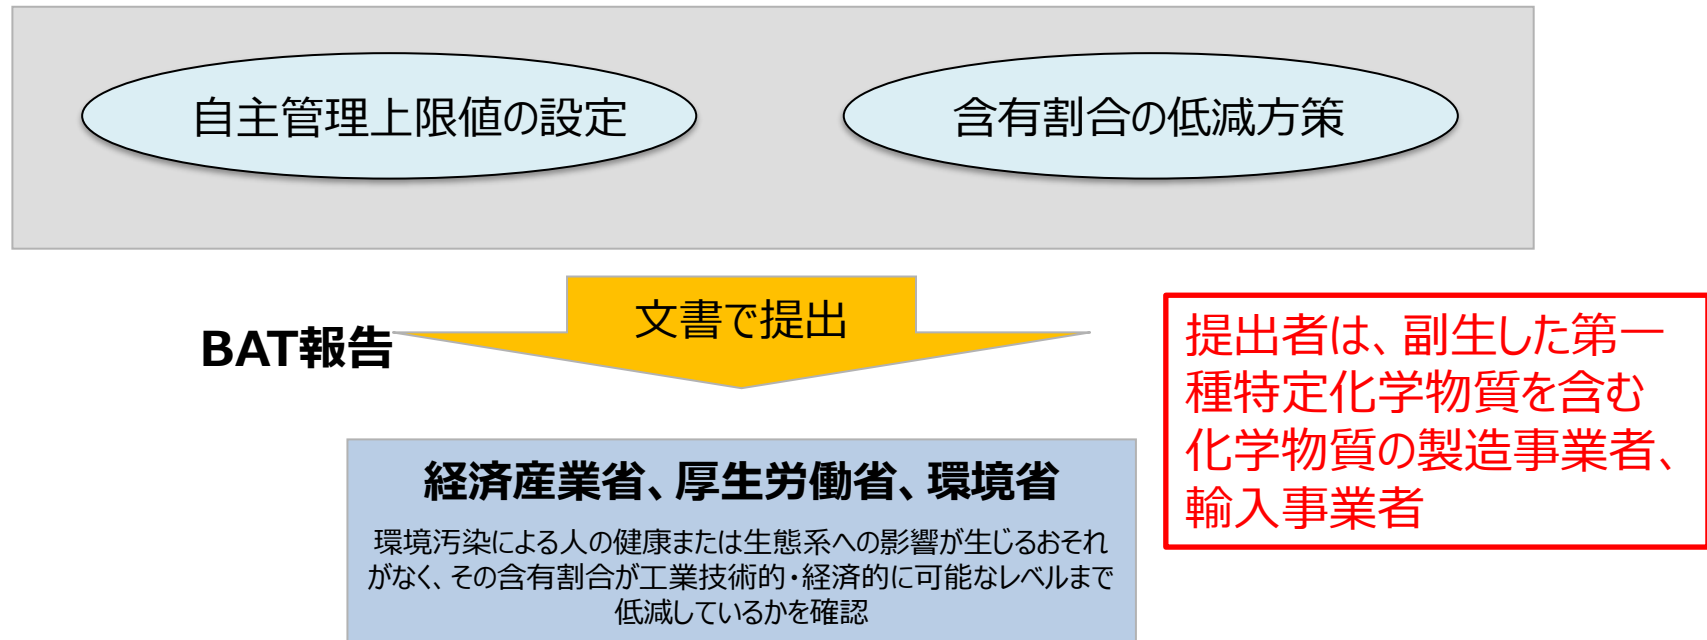 自主管理上限値の設定
含有割合の低減方策
文書で提出
BAT報告
提出者は、副生した第一
種特定化学物質を含む
化学物質の製造事業者、
輸入事業者
経済産業省、厚生労働省、環境省
環境汚染による人の健康または生態系への影響が生じるおそれ
がなく、その含有割合が工業技術的・経済的に可能なレベルまで
低減しているかを確認